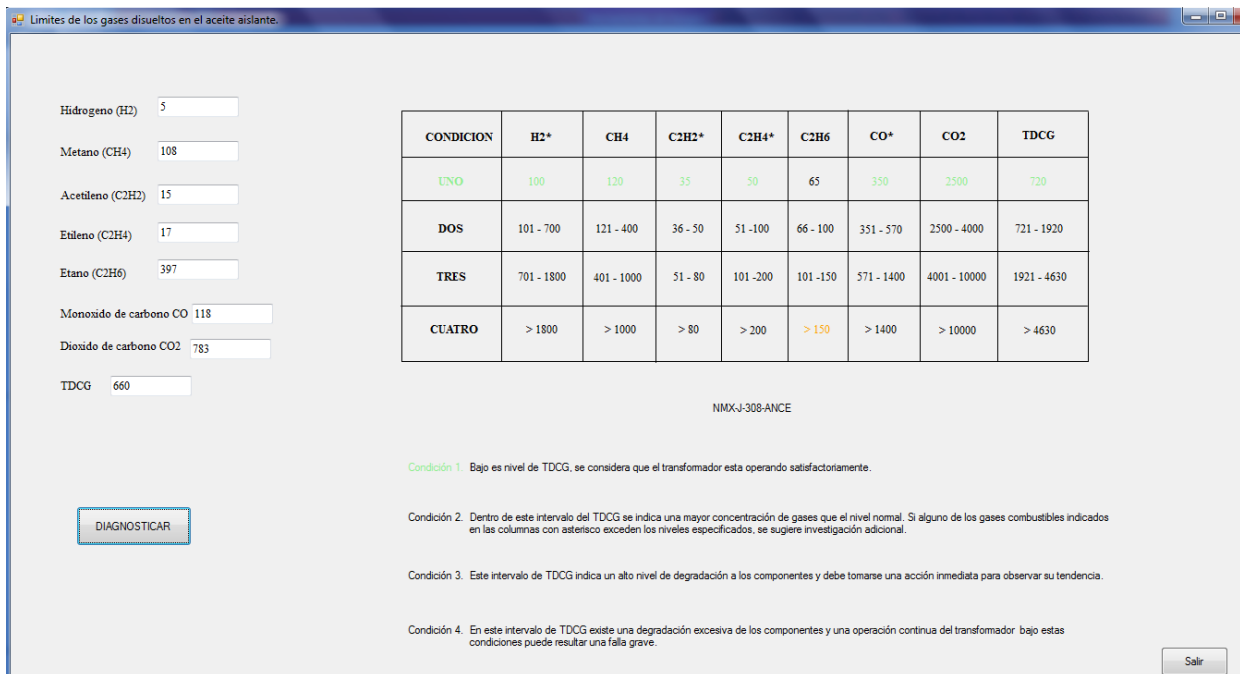 Limites de los gases disueltos en el aceite aislante.
Hidrogeno (H2) 5
Metano (CH4) 108
Acetileno (C2H2) 15
Etileno (C2H4) 17
Etano (C2H6) 397
Monoxido de carbono CO 118
Dioxido de carbono CO2 783
TDCG 660
DIAGNOSTICAR
CONDICION H2* CH4 C2H2* C2H4* C2H6 CO* CO2 TDCG
UNO 100 120 35 50 65 350 2500 720
DOS 101 - 700 121 - 400 36 - 50 51 -100 66 - 100 351 - 570 2500 - 4000 721 - 1920
TRES 701 - 1800 401 - 1000 51 - 80 101 -200 101 -150 571 - 1400 4001 - 10000 1921 - 4630
CUATRO > 1800 > 1000 > 80 > 200 > 150 > 1400 > 10000 > 4630
NMX-J-308-ANCE
Condición 1. Bajo es nivel de TDCG, se considera que el transformador esta operando satisfactoriamente.
Condición 2. Dentro de este intervalo del TDCG se indica una mayor concentración de gases que el nivel normal. Si alguno de los gases combustibles indicados
en las columnas con asterisco exceden los niveles especificados, se sugiere investigación adicional.
Condición 3. Este intervalo de TDCG indica un alto nivel de degradación a los componentes y debe tomarse una acción inmediata para observar su tendencia.
Condición 4. En este intervalo de TDCG existe una degradación excesiva de los componentes y una operación continua del transformador bajo estas
condiciones puede resultar una falla grave.
Salir